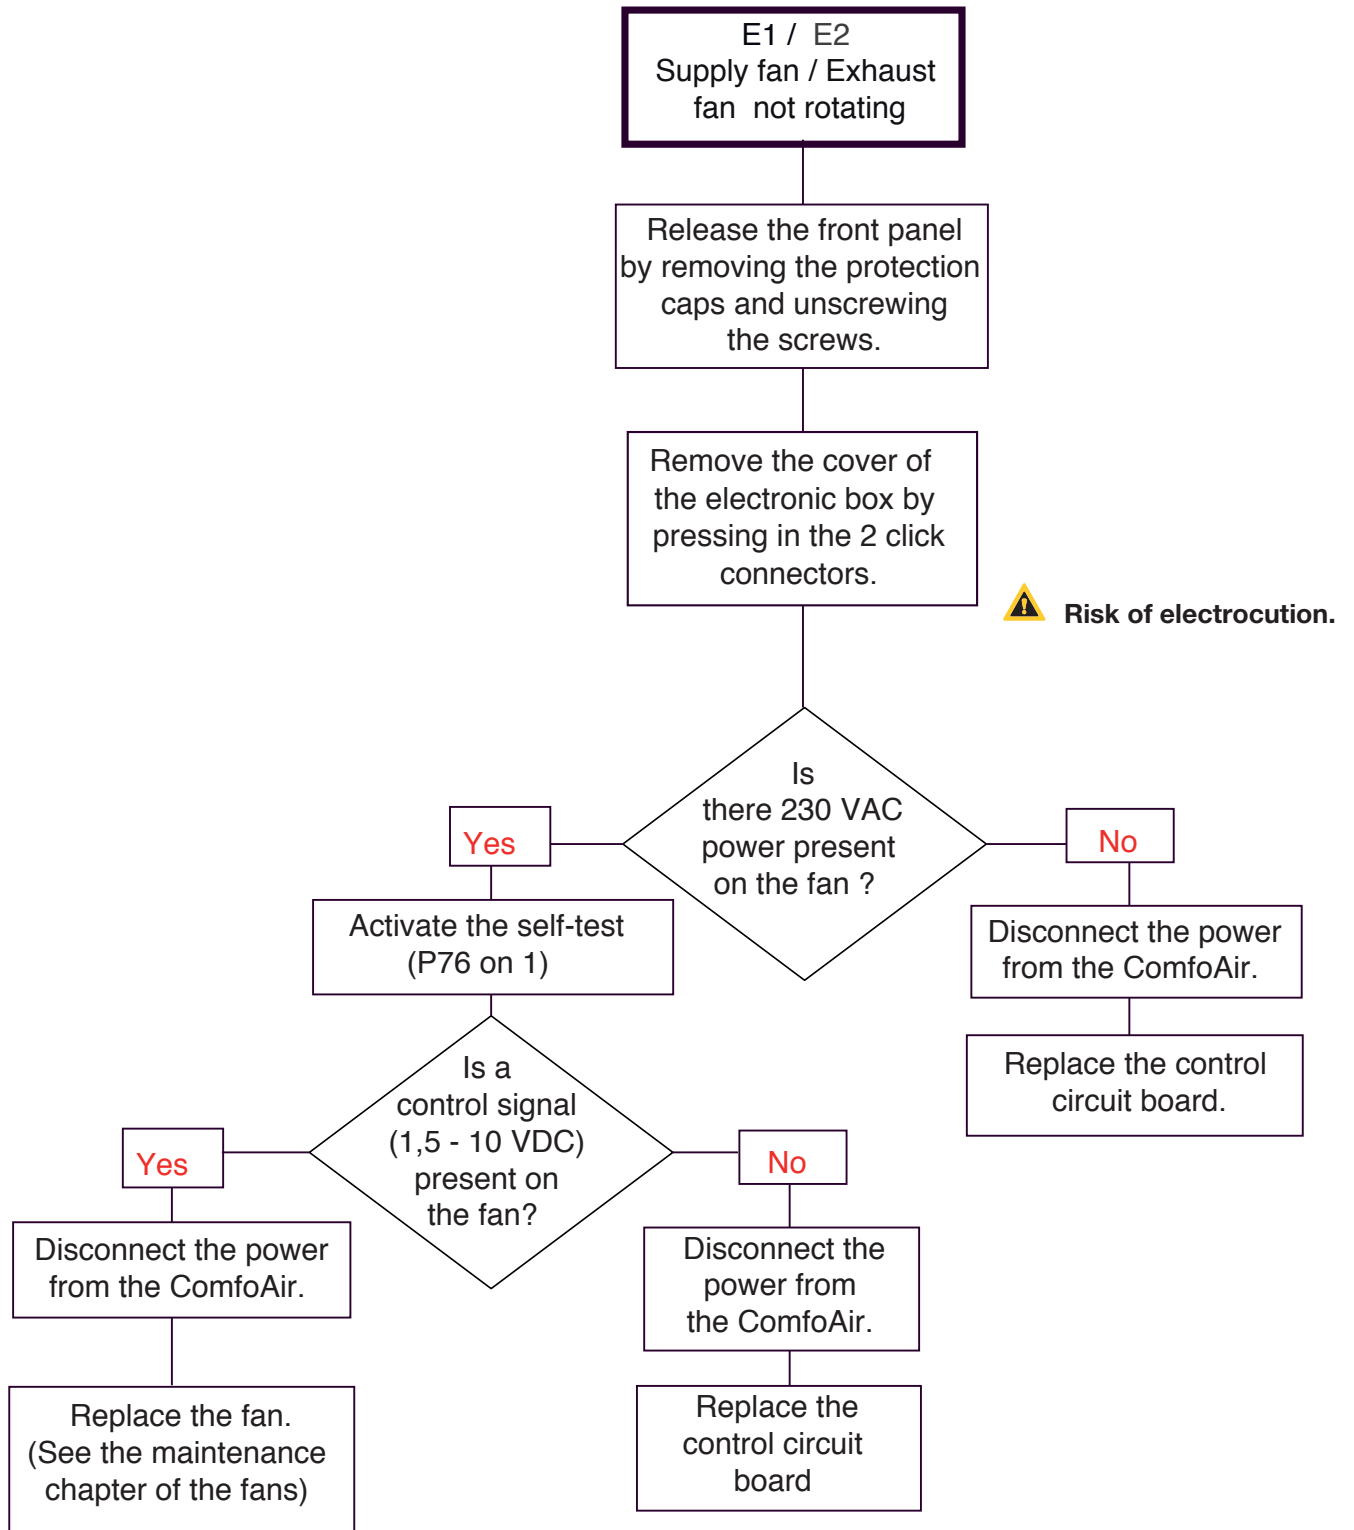 E1 / E2
Supply fan / Exhaust
fan not rotating
Release the front panel
by removing the protection
caps and unscrewing
the screws.
Remove the cover of
the electronic box by
pressing in the 2 click
connectors.
Risk of electrocution.
Is
there 230 VAC
power present
on the fan ?
Yes
No
Activate the self-test
(P76 on 1)
Disconnect the power
from the ComfoAir.
Replace the control
circuit board.
Is a
control signal
(1,5 - 10 VDC)
present on
the fan?
Yes
No
Disconnect the power
from the ComfoAir.
Disconnect the
power from
the ComfoAir.
Replace the fan.
(See the maintenance
chapter of the fans)
Replace the
control circuit
board